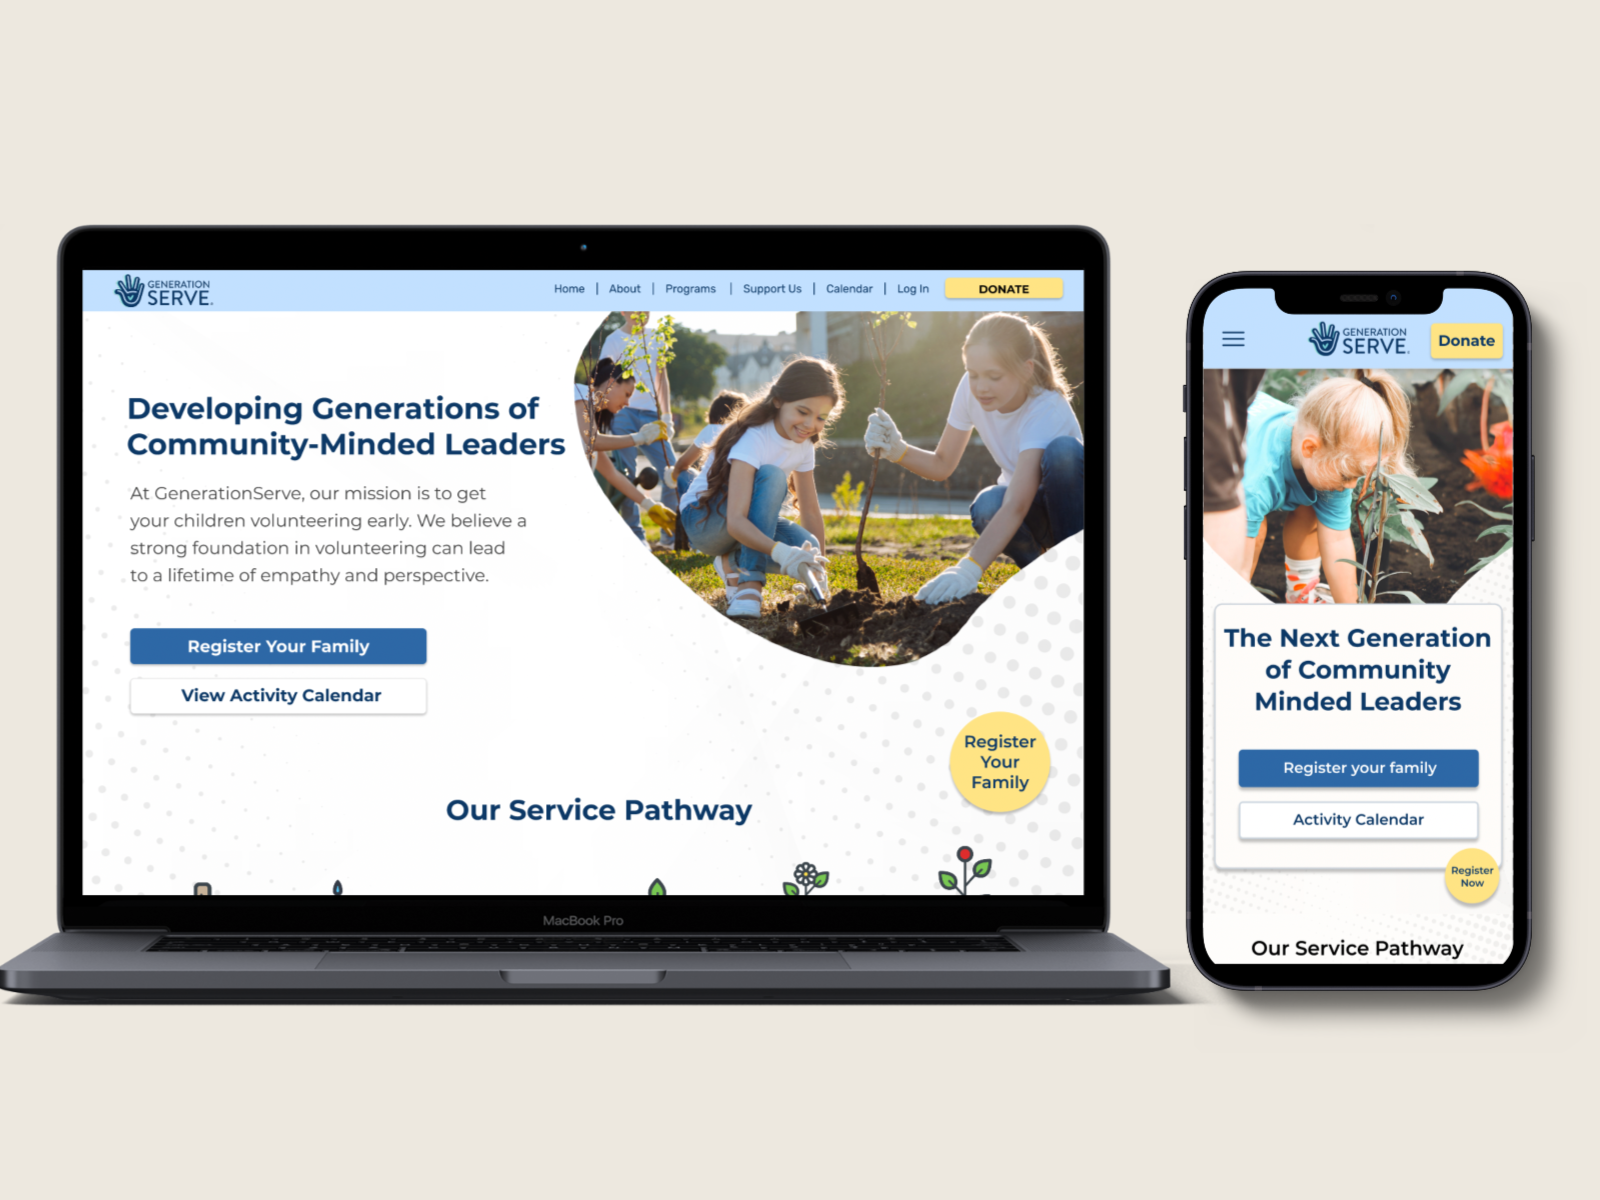 GENERATION
SERVE.
Home | About | Programs | Support Us | Calendar | Log In
DONATE
Developing Generations of
Community-Minded Leaders
At GenerationServe, our mission is to get
your children volunteering early. We believe a
strong foundation in volunteering can lead
to a lifetime of empathy and perspective.
Register Your Family
View Activity Calendar
Register
Your
Family
Our Service Pathway
MacBook Pro
GENERATION
SERVE.
Donate
The Next Generation
of Community
Minded Leaders
Register your family
Activity Calendar
Register
Now
Our Service Pathway